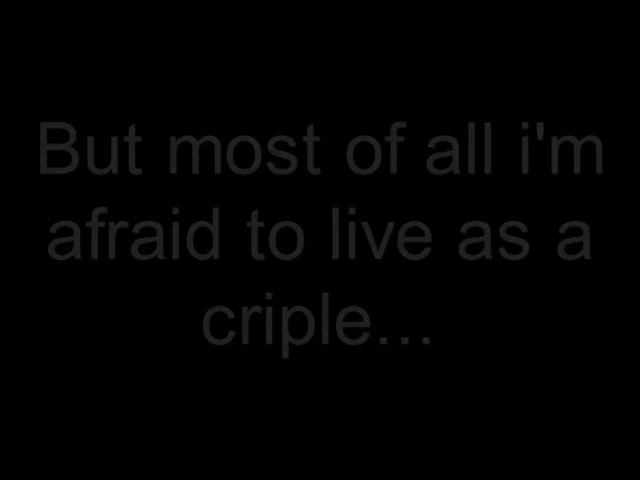 But most of all i'm
afraid to live as a
criple...